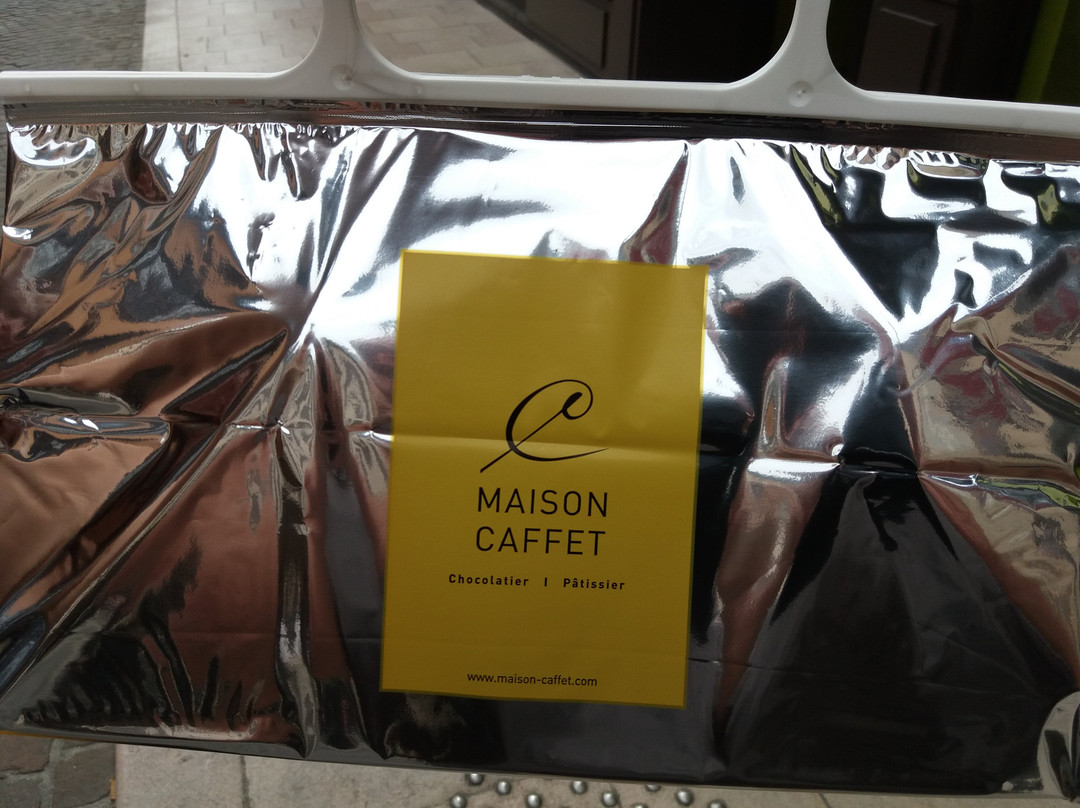 MAISON
CAFFET
Chocolatier | Pâtissier
www.maison-caffet.com